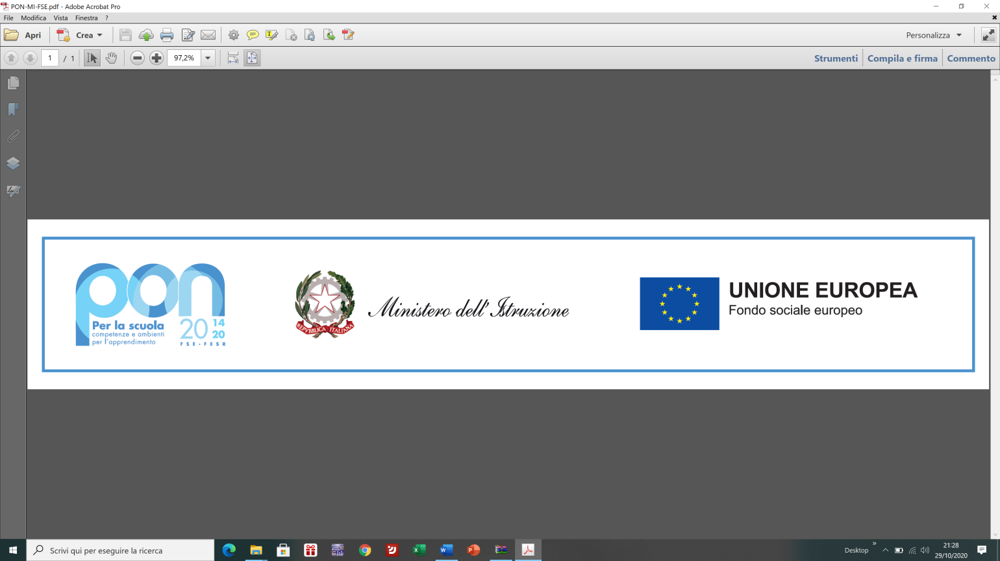 PON-MI-FSE.pdf - Adobe Acrobat Pro
File Modifica Vista Finestra ?
Apri Crea Personalizza
1 / 1 97,2% Strumenti Compila e firma Commento
pon
Per la scuola
competenze e ambienti
per l'apprendimento
20 14
20
FSE-FESR
REPVBBLICA ITALIANA
Ministero dell'Istruzione
UNIONE EUROPEA
Fondo sociale europeo
Scrivi qui per eseguire la ricerca
Desktop
21:28
29/10/2020